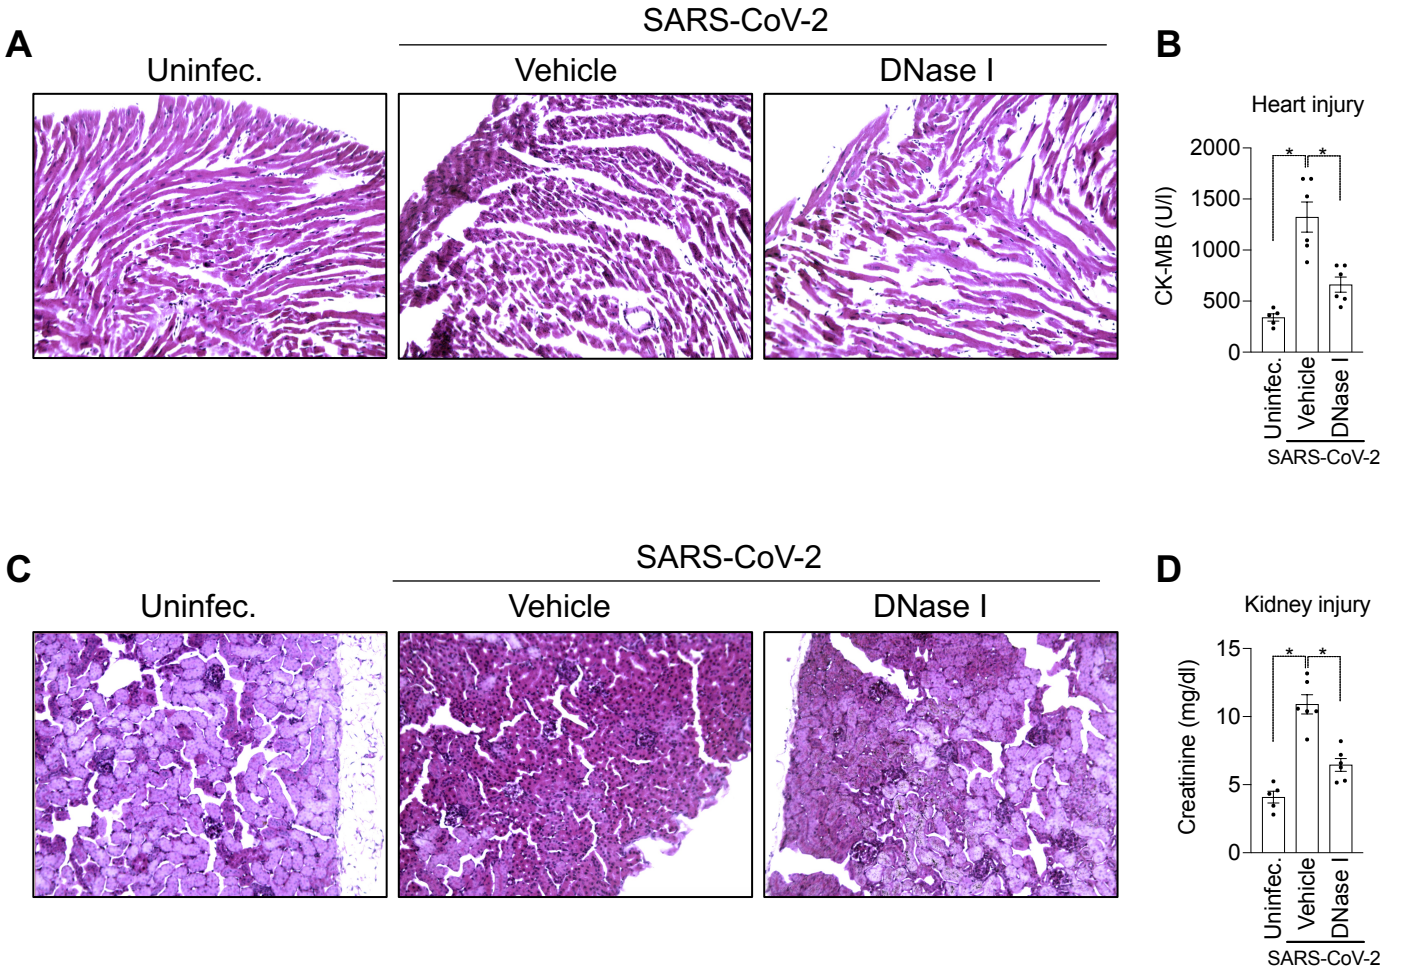 A
SARS-CoV-2
Uninfec.
Vehicle
DNase I
B
Heart injury
CK-MB (U/l)
2000
1500
1000
500
0
* *
Uninfec.
Vehicle
DNase I
SARS-CoV-2
C
SARS-CoV-2
Uninfec.
Vehicle
DNase I
D
Kidney injury
Creatinine (mg/dl)
15
10
5
0
* *
Uninfec.
Vehicle
DNase I
SARS-CoV-2